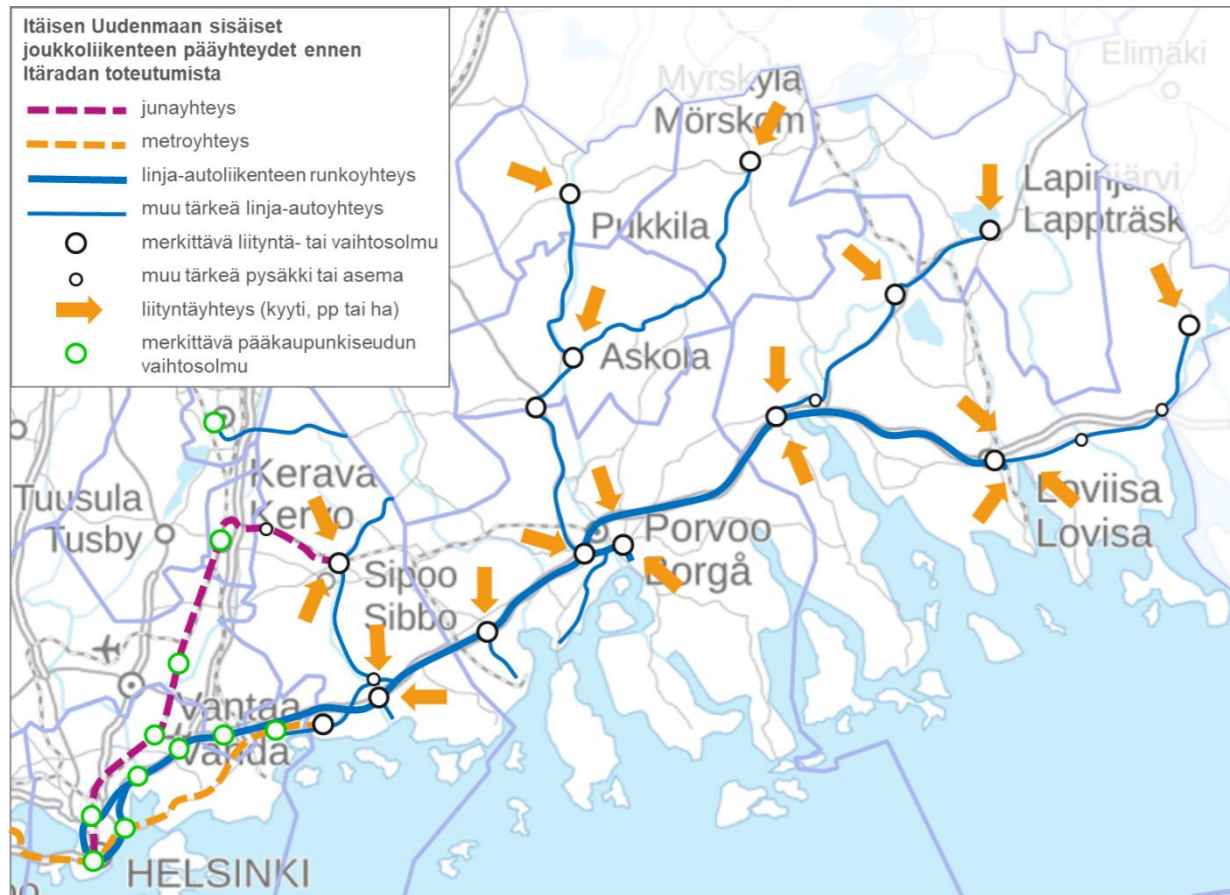 Itäisen Uudenmaan sisäiset
joukkoliikenteen pääyhteydet ennen
Itäradan toteutumista
junayhteys
metroyhteys
linja-autoliikenteen runkoyhteys
muu tärkeä linja-autoyhteys
merkittävä liityntä- tai vaihtosolmu
muu tärkeä pysäkki tai asema
liityntäyhteys (kyyti, pp tai ha)
merkittävä pääkaupunkiseudun
vaihtosolmu
Elimäki
Myrskylä
Mörskom
Lapinjärvi
Lappträsk
Pukkila
Askola
Kerava
Kervo
Tuusula
Tusby
Loviisa
Lovisa
Porvoo
Borgå
Sipoo
Sibbo
Vantaa
Vanda
HELSINKI